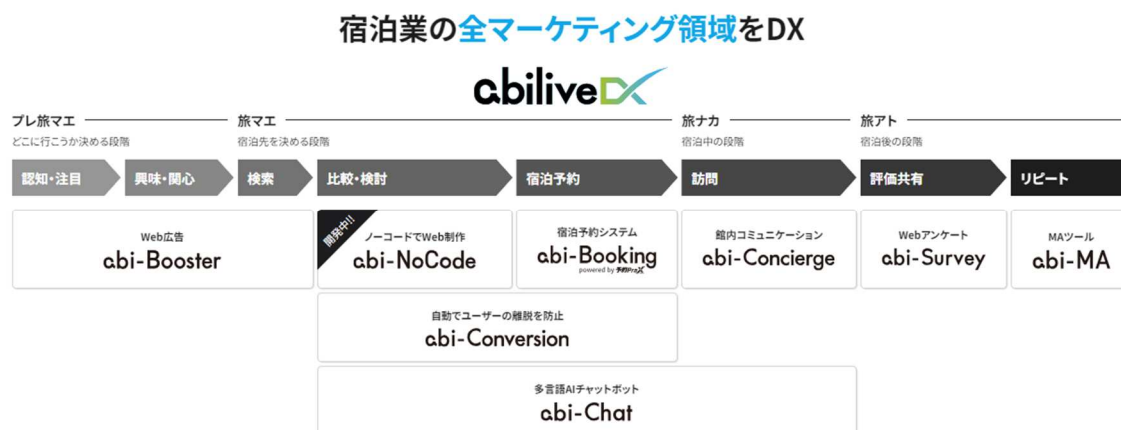 宿泊業の全マーケティング領域をDX
abiliveDX
プレ旅マエ
どこに行こうか決める段階
旅マエ
宿泊先を決める段階
旅ナカ
宿泊中の段階
旅アト
宿泊後の段階
認知・注目
興味・関心
検索
比較・検討
宿泊予約
訪問
評価共有
リピート
Web広告
abi-Booster
開発中!!
ノーコードでWeb制作
abi-NoCode
宿泊予約システム
abi-Booking
powered by 予約ProX
館内コミュニケーション
abi-Concierge
Webアンケート
abi-Survey
MAツール
abi-MA
自動でユーザーの離脱を防止
abi-Conversion
多言語AIチャットボット
abi-Chat